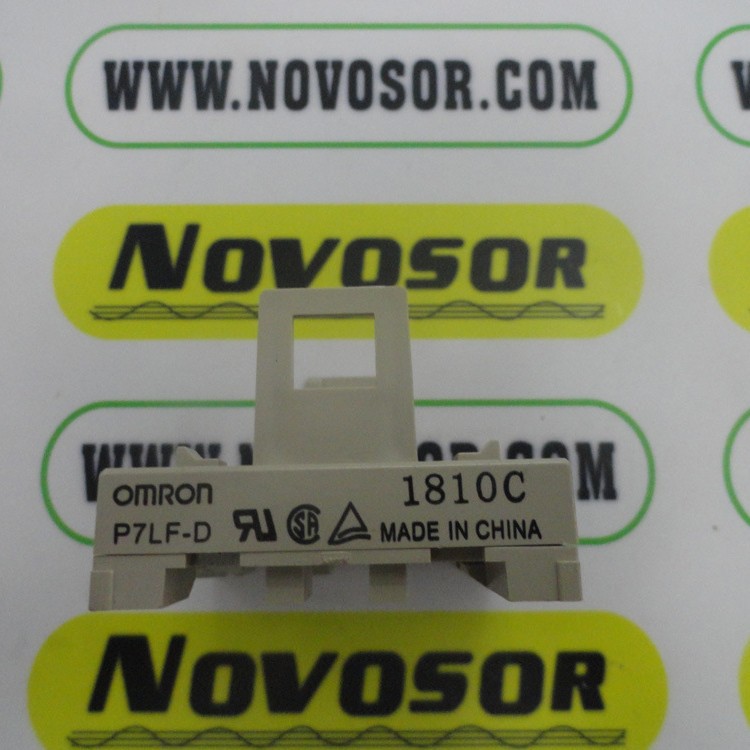 WWW.NOVOSOR.COM
NOVOSOR
OMRON
1810C
P7LF-D
MADE IN CHINA
NOVOSOR